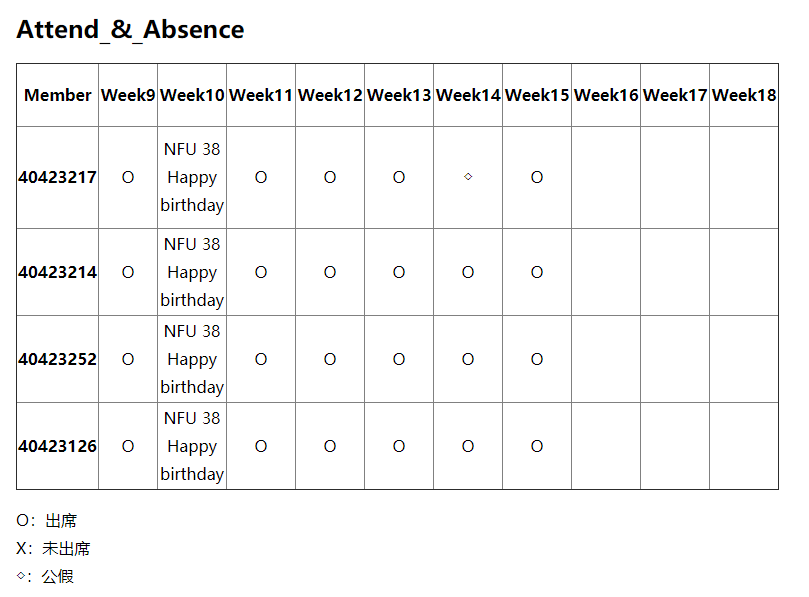 Attend_&_Absence
Member Week9 Week10 Week11 Week12 Week13 Week14 Week15 Week16 Week17 Week18
40423217 O NFU 38 Happy birthday O O O ◇ O
40423214 O NFU 38 Happy birthday O O O O O
40423252 O NFU 38 Happy birthday O O O O O
40423126 O NFU 38 Happy birthday O O O O O
O：出席
X：未出席
◇：公假